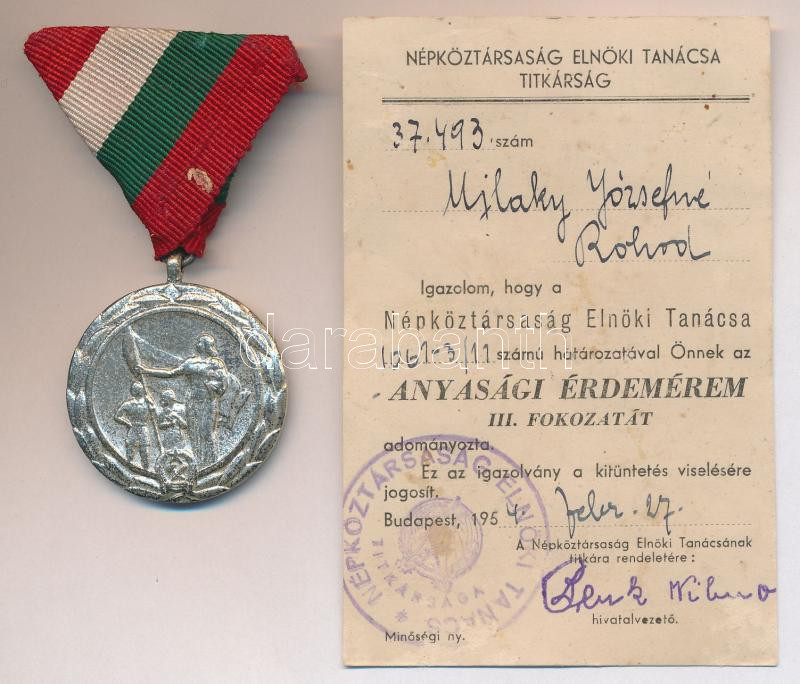 NÉPKÖZTÁRSASÁG ELNÖKI TANÁCSA
TITKÁRSÁG
37.493 .szám
Ujlaky Józsefné
Rohod
Igazolom, hogy a
Népköztársaság Elnöki Tanácsa
számú határozatával Önnek az
ANYASÁGI ÉRDEMÉREM
III. FOKOZATÁT
adományozta.
Ez az igazolvány a kitüntetés viselésére
jogosít.
Budapest, 1954. febr. 27.
A Népköztársaság Elnöki Tanácsának
titkára rendeletére:
hivatalvezető.
Minőségi ny.
NÉPKÖZTÁRSASÁG ELNÖKI TANÁCS
TITKÁRSÁGA
darabanth